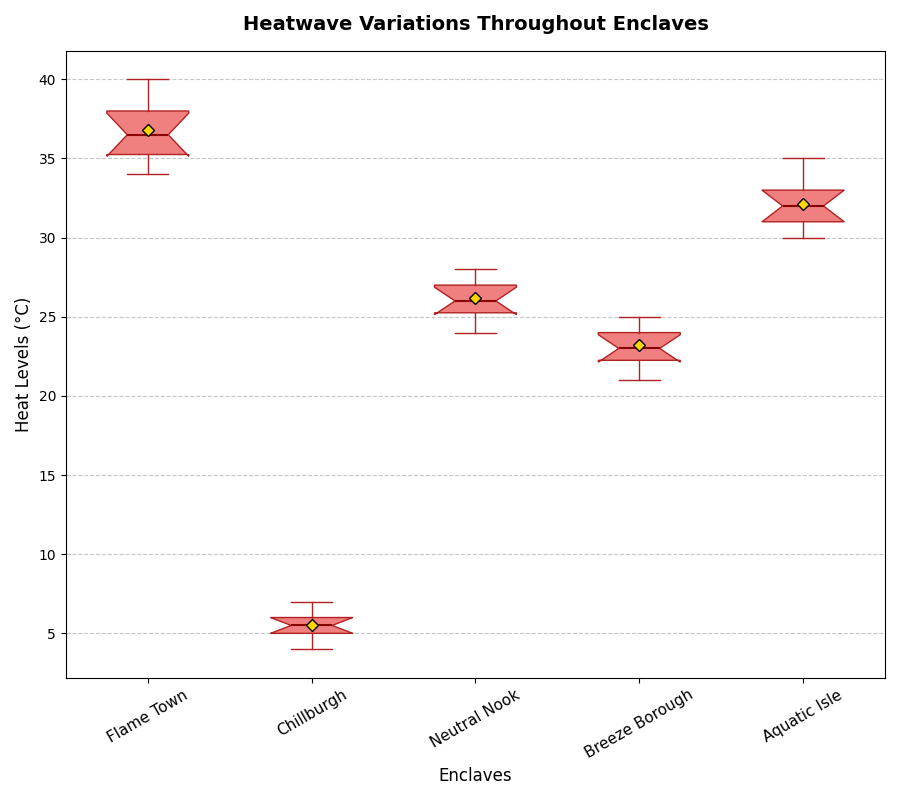 Heatwave Variations Throughout Enclaves
Heat Levels (°C)
40
35
30
25
20
15
10
5
Flame Town
Chillburgh
Neutral Nook
Breeze Borough
Aquatic Isle
Enclaves